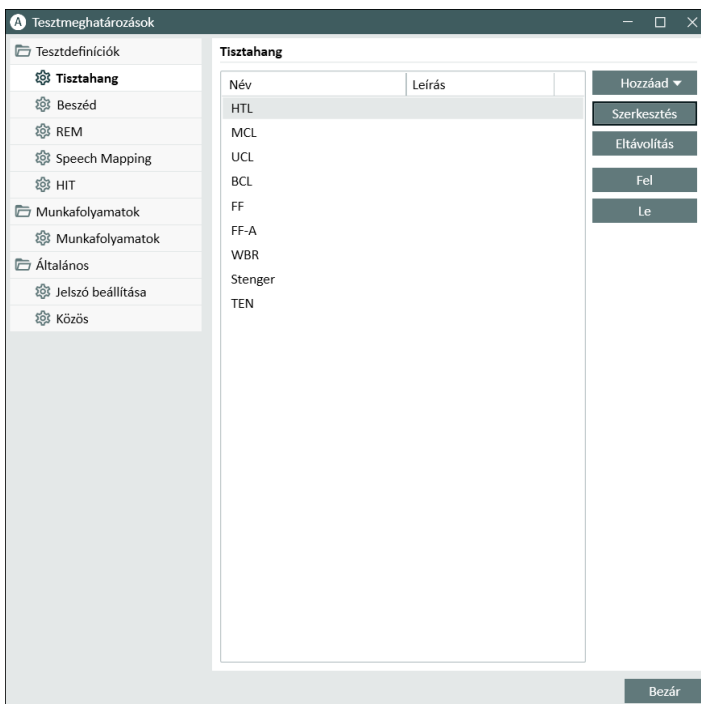 A Tesztmeghatározások
Tesztdefiníciók
Tisztahang
Beszéd
REM
Speech Mapping
HIT
Munkafolyamatok
Munkafolyamatok
Általános
Jelszó beállítása
Közös
Tisztahang
Név Leírás
HTL
MCL
UCL
BCL
FF
FF-A
WBR
Stenger
TEN
Hozzáad
Szerkesztés
Eltávolítás
Fel
Le
Bezár